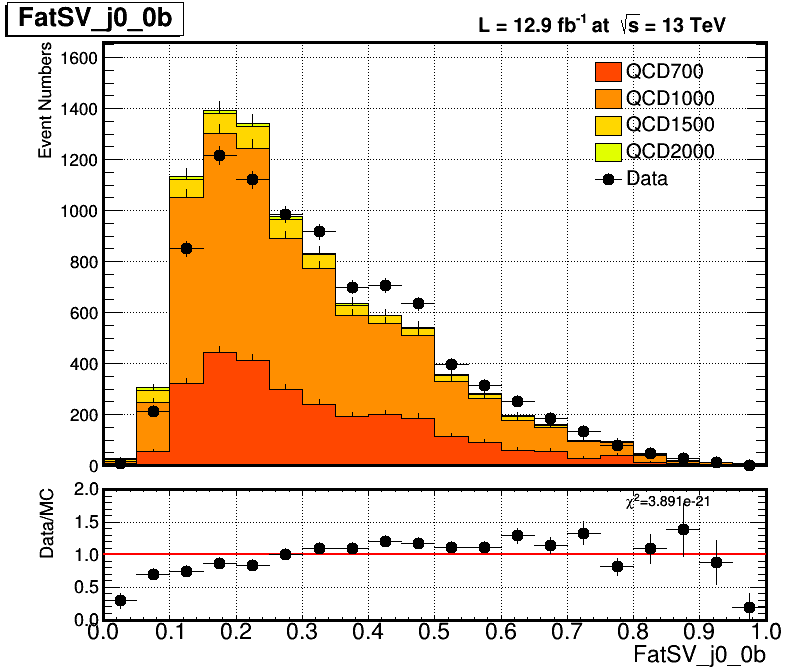 FatSV_j0_0b
L = 12.9 fb⁻¹ at √s = 13 TeV
Event Numbers
1600
1400
1200
1000
800
600
400
200
0
QCD700
QCD1000
QCD1500
QCD2000
Data
Data/MC
2.0
1.5
1.0
0.5
0.0
χ²=3.891e-21
0.0 0.1 0.2 0.3 0.4 0.5 0.6 0.7 0.8 0.9 1.0
FatSV_j0_0b